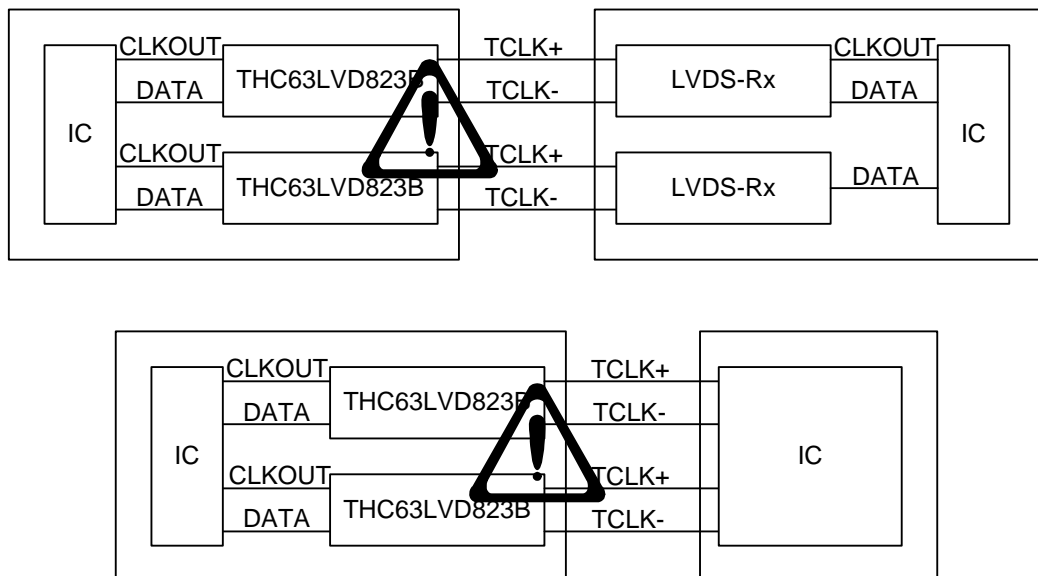 CLKOUT TCLK+ CLKOUT
THC63LVD823B LVDS-Rx
DATA TCLK- DATA
IC IC
CLKOUT TCLK+
THC63LVD823B LVDS-Rx DATA
DATA TCLK-
CLKOUT TCLK+
THC63LVD823B
DATA TCLK-
IC IC
CLKOUT TCLK+
THC63LVD823B
DATA TCLK-